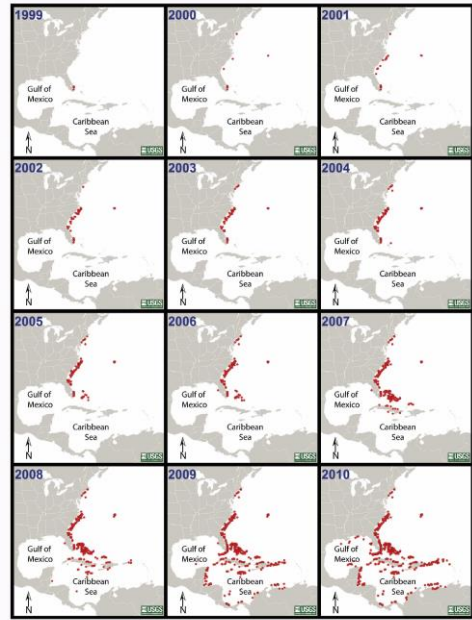 1999
Gulf of
Mexico
Caribbean
Sea
N
USGS
2000
Gulf of
Mexico
Caribbean
Sea
N
USGS
2001
Gulf of
Mexico
Caribbean
Sea
N
USGS
2002
Gulf of
Mexico
Caribbean
Sea
N
USGS
2003
Gulf of
Mexico
Caribbean
Sea
N
USGS
2004
Gulf of
Mexico
Caribbean
Sea
N
USGS
2005
Gulf of
Mexico
Caribbean
Sea
N
USGS
2006
Gulf of
Mexico
Caribbean
Sea
N
USGS
2007
Gulf of
Mexico
Caribbean
Sea
N
USGS
2008
Gulf of
Mexico
Caribbean
Sea
N
USGS
2009
Gulf of
Mexico
Caribbean
Sea
N
USGS
2010
Gulf of
Mexico
Caribbean
Sea
N
USGS